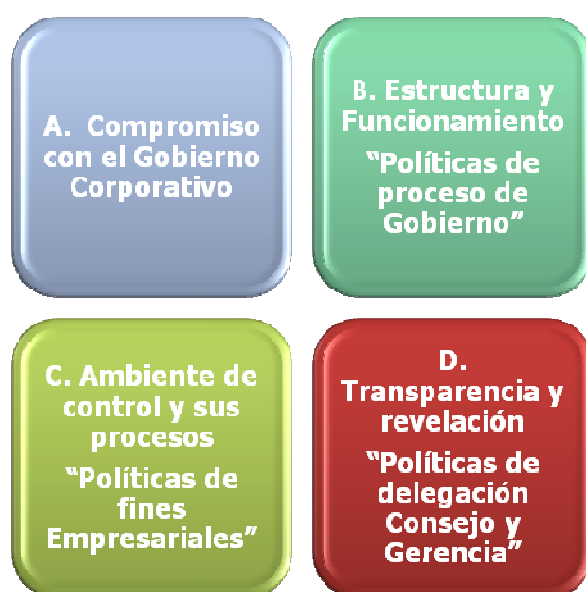 A. Compromiso
con el Gobierno
Corporativo
B. Estructura y
Funcionamiento
“Políticas de
proceso de
Gobierno”
C. Ambiente de
control y sus
procesos
“Políticas de
fines
Empresariales”
D.
Transparencia y
revelación
“Políticas de
delegación
Consejo y
Gerencia”